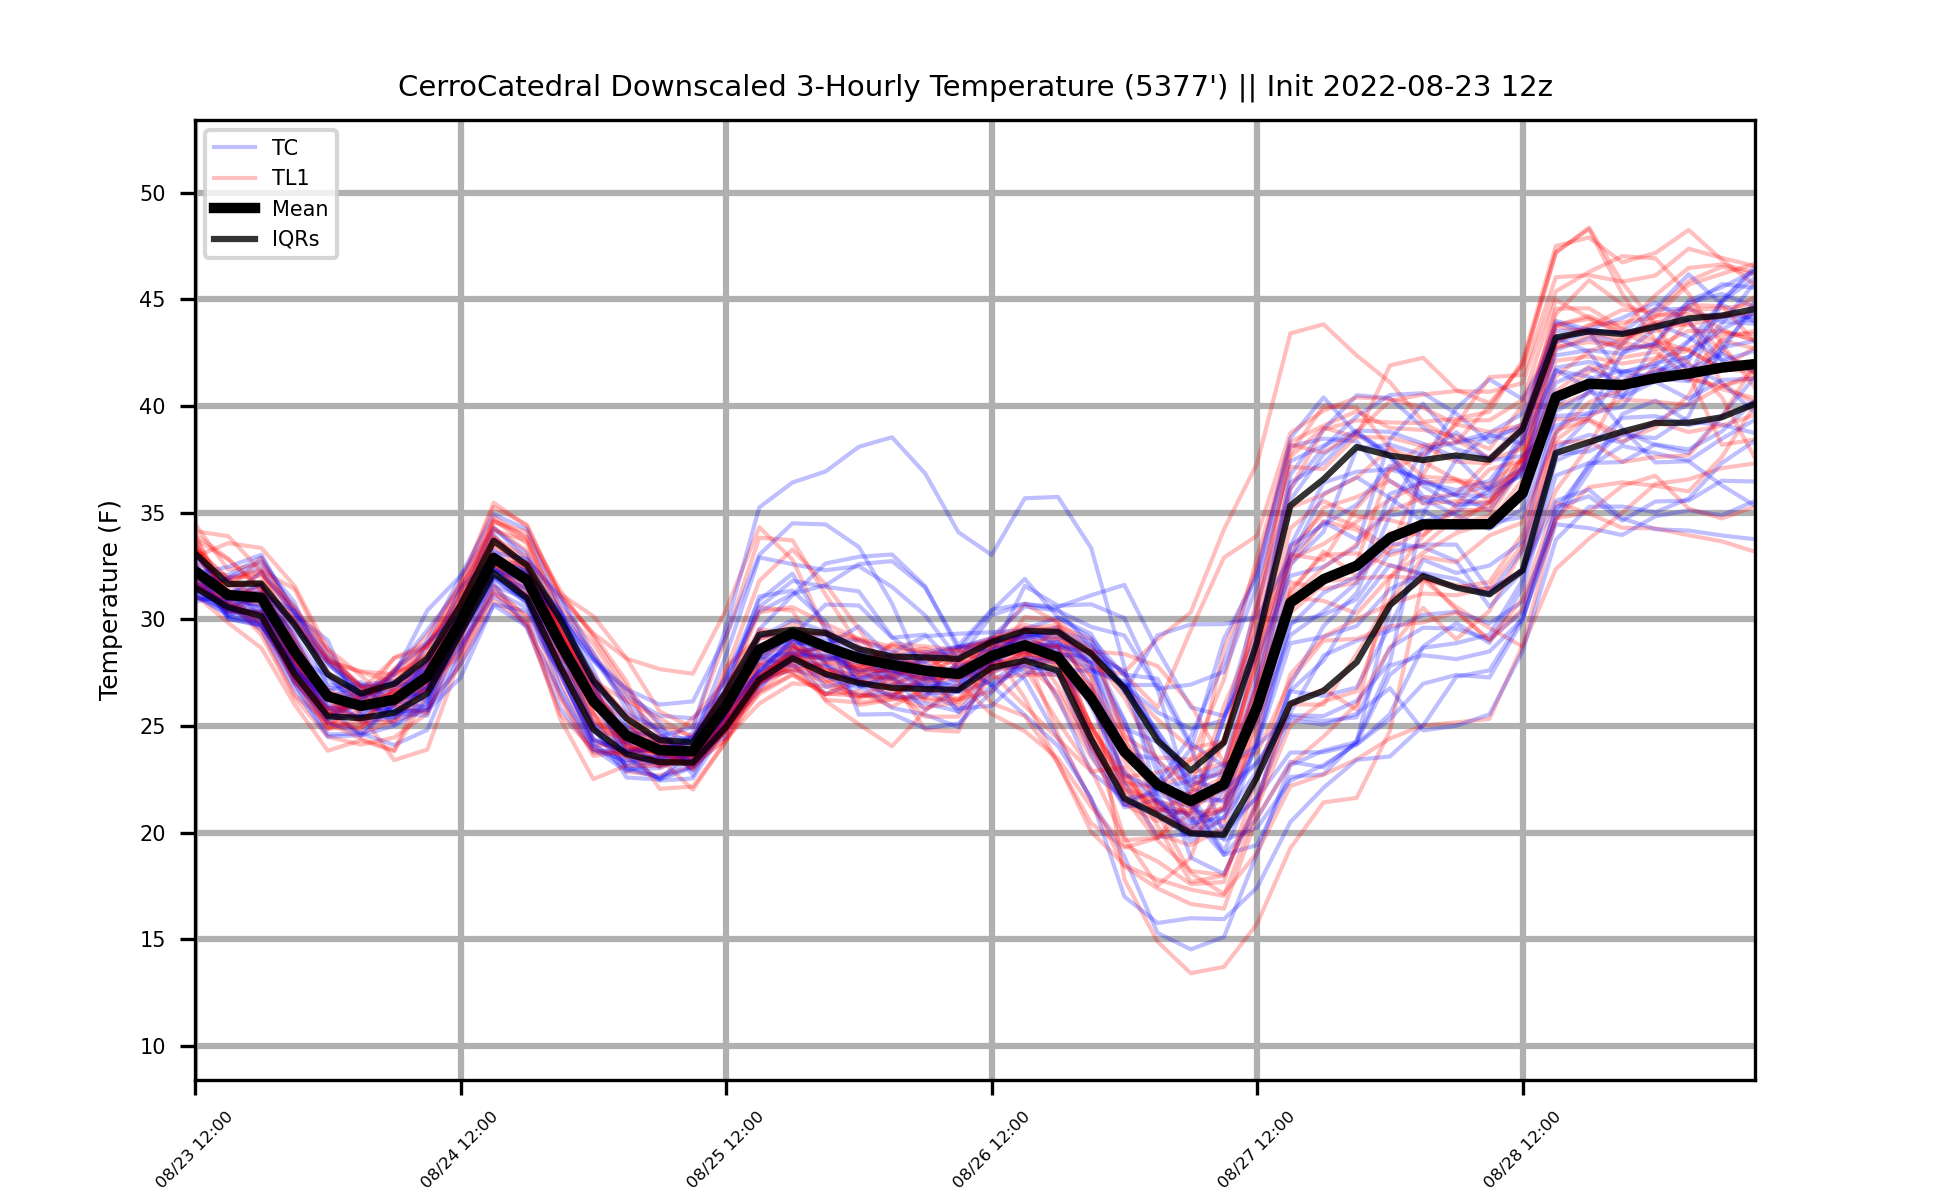 CerroCatedral Downscaled 3-Hourly Temperature (5377') || Init 2022-08-23 12z
TC
TL1
Mean
IQRs
Temperature (F)
50
45
40
35
30
25
20
15
10
08/23 12:00
08/24 12:00
08/25 12:00
08/26 12:00
08/27 12:00
08/28 12:00